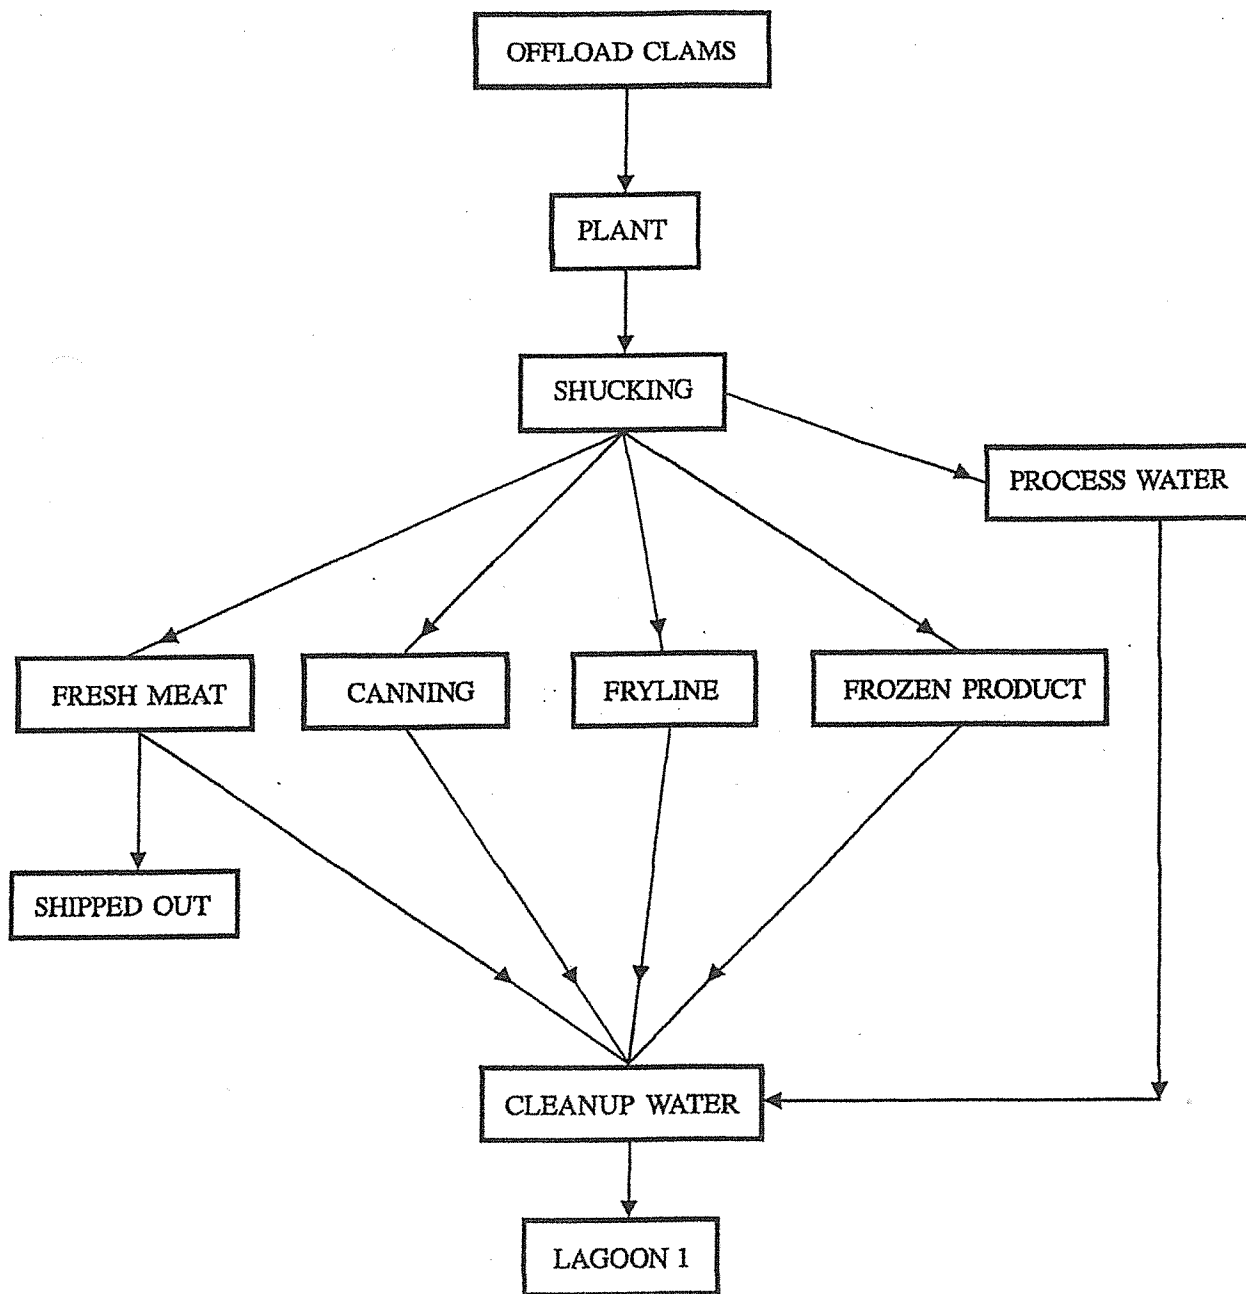 OFFLOAD CLAMS
PLANT
SHUCKING
PROCESS WATER
FRESH MEAT
CANNING
FRYLINE
FROZEN PRODUCT
SHIPPED OUT
CLEANUP WATER
LAGOON 1